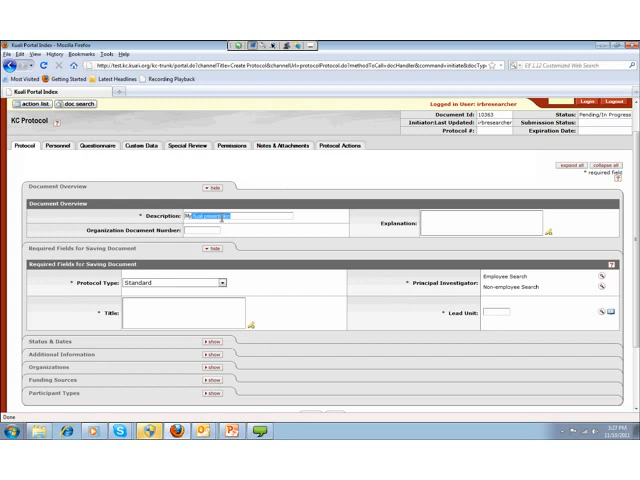 Kuali Portal Index - Mozilla Firefox
File Edit View History Bookmarks Tools Help
http://test.kc.kuali.org/kc-trunk/portal.do?channelTitle=Create Protocol&channelUrl=protocolProtocol.do?methodToCall=docHandler&command=initiate&docTyp
Most Visited Getting Started Latest Headlines Recording Playback
Kuali Portal Index
action list doc search Logged in User: irbresearcher Login Logout
KC Protocol
Document Id: 10363 Status: Pending/In Progress
Initiator:Last Updated: irbresearcher Submission Status:
Protocol #: Expiration Date:
Protocol Personnel Questionnaire Custom Data Special Review Permissions Notes & Attachments Protocol Actions
expand all collapse all
* required field
Document Overview hide
Document Overview
* Description: My Explanation:
Organization Document Number:
Required Fields for Saving Document hide
Required Fields for Saving Document
* Protocol Type: Standard * Principal Investigator: Employee Search
Non-employee Search
* Title: * Lead Unit:
Status & Dates show
Additional Information show
Organizations show
Funding Sources show
Participant Types show
Done
3:27 PM
11/10/2011